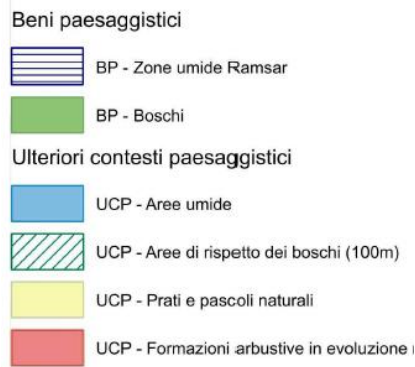 Beni paesaggistici
BP - Zone umide Ramsar
BP - Boschi
Ulteriori contesti paesaggistici
UCP - Aree umide
UCP - Aree di rispetto dei boschi (100m)
UCP - Prati e pascoli naturali
UCP - Formazioni arbustive in evoluzione